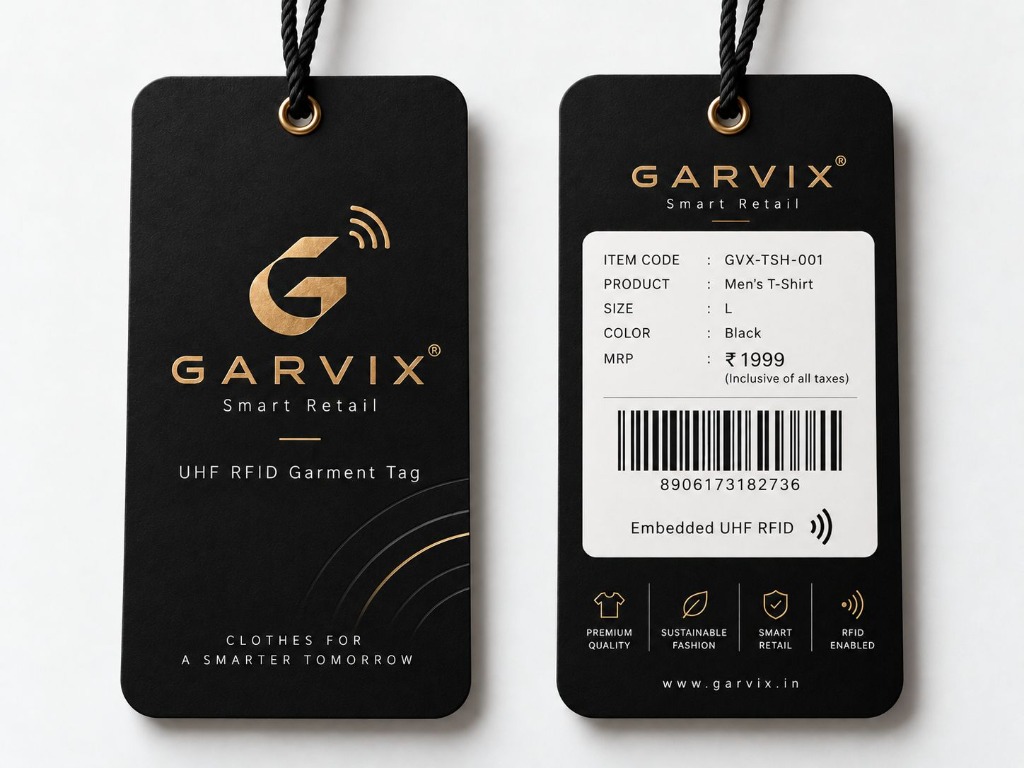 GARVIX®
Smart Retail
UHF RFID Garment Tag
CLOTHES FOR
A SMARTER TOMORROW
GARVIX®
Smart Retail
ITEM CODE : GVX-TSH-001
PRODUCT : Men's T-Shirt
SIZE : L
COLOR : Black
MRP : ₹ 1999
(Inclusive of all taxes)
8906173182736
Embedded UHF RFID
PREMIUM QUALITY
SUSTAINABLE FASHION
SMART RETAIL
RFID ENABLED
www.garvix.in